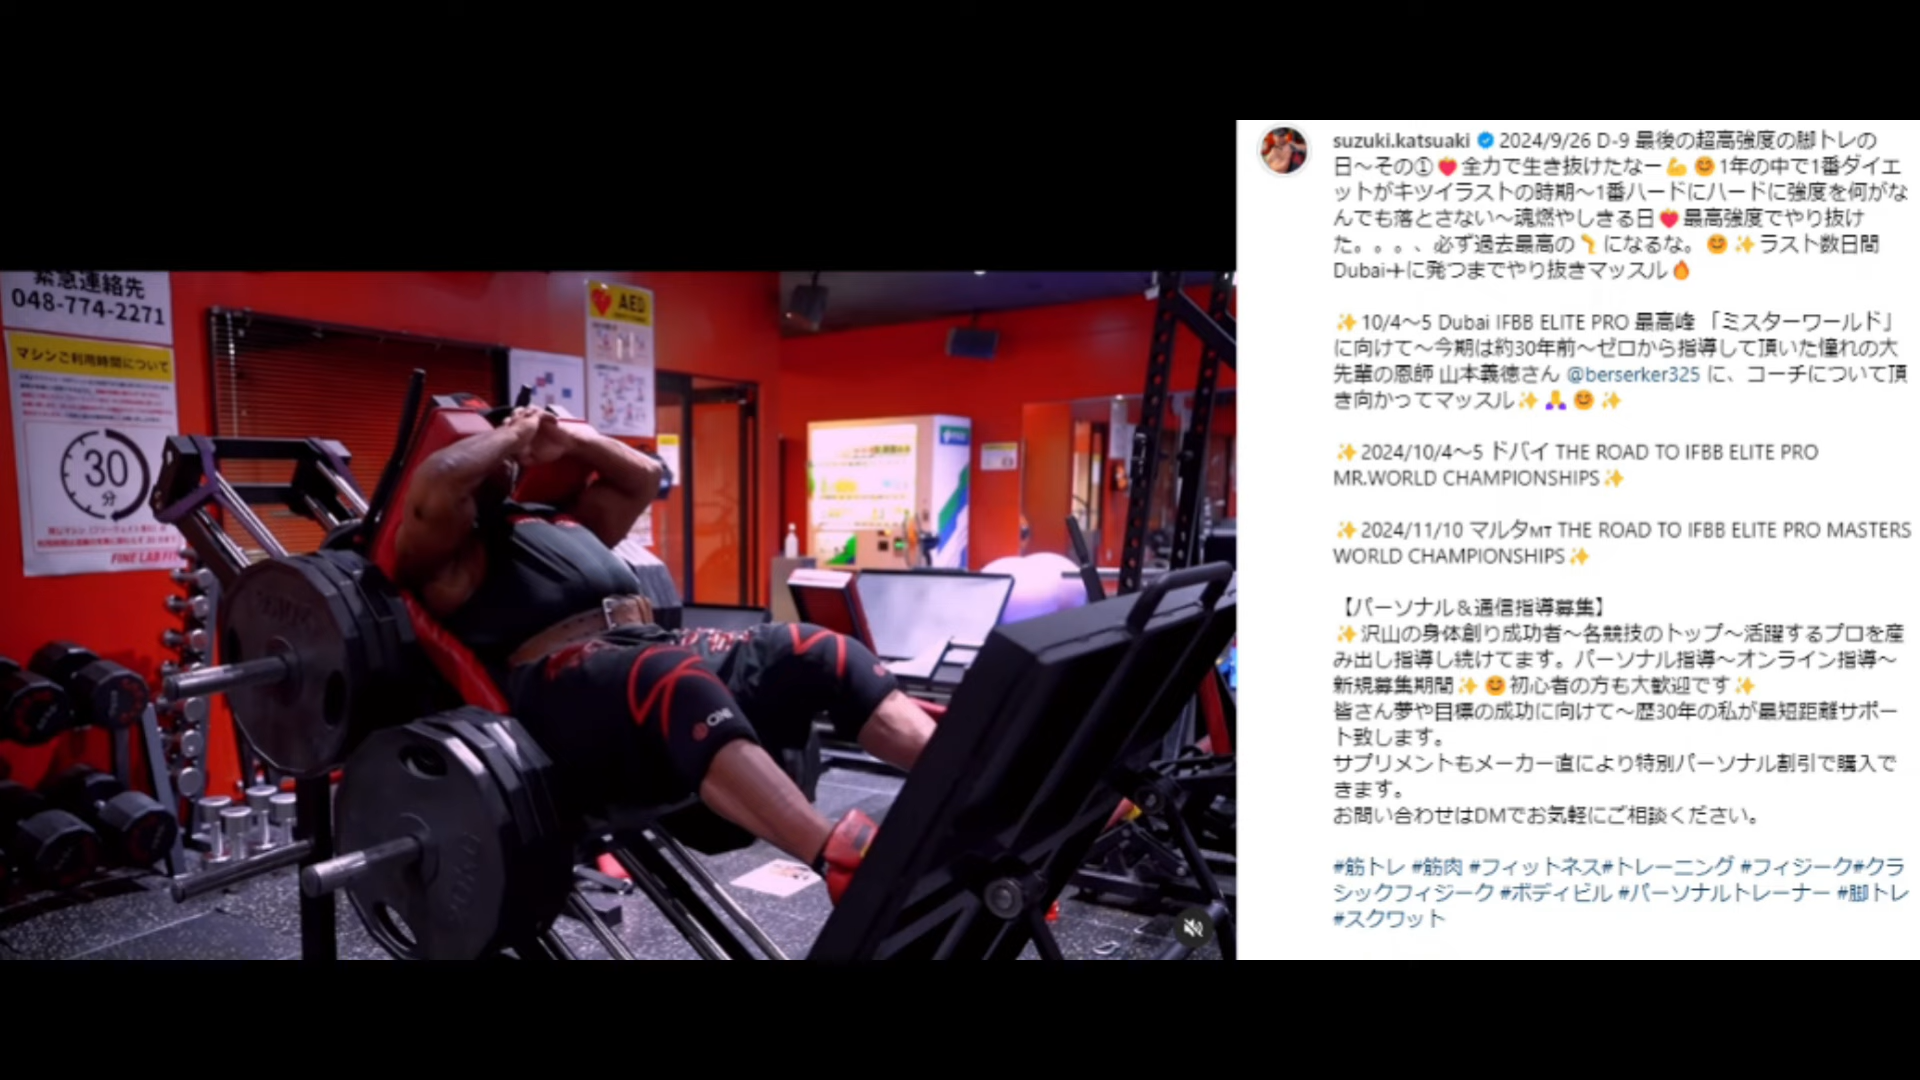 緊急連絡先
048-774-2271
マシンご利用時間について
30
分
FINE LAB FIT
AED
ONI
suzuki.katsuaki 2024/9/26 D-9 最後の超高強度の脚トレの
日〜その①❤️‍🔥全力で生き抜けたなー💪😊1年の中で1番ダイエ
ットがキツイラストの時期〜1番ハードにハードに強度を何がな
んでも落とさない〜魂燃やしきる日❤️‍🔥最高強度でやり抜け
た。。。、必ず過去最高の🦵になるな。😊✨ラスト数日間
Dubai✈に発つまでやり抜きマッスル🔥
✨10/4〜5 Dubai IFBB ELITE PRO 最高峰 「ミスターワールド」
に向けて〜今期は約30年前〜ゼロから指導して頂いた憧れの大
先輩の恩師 山本義徳さん @berserker325 に、コーチについて頂
き向かってマッスル✨🙏😊✨
✨2024/10/4〜5 ドバイ THE ROAD TO IFBB ELITE PRO
MR.WORLD CHAMPIONSHIPS✨
✨2024/11/10 マルタMT THE ROAD TO IFBB ELITE PRO MASTERS
WORLD CHAMPIONSHIPS✨
【パーソナル＆通信指導募集】
✨沢山の身体創り成功者〜各競技のトップ〜活躍するプロを産
み出し指導し続けてます。パーソナル指導〜オンライン指導〜
新規募集期間✨😊初心者の方も大歓迎です✨
皆さん夢や目標の成功に向けて〜歴30年の私が最短距離サポー
ト致します。
サプリメントもメーカー直により特別パーソナル割引で購入で
きます。
お問い合わせはDMでお気軽にご相談ください。
#筋トレ #筋肉 #フィットネス#トレーニング #フィジーク#クラ
シックフィジーク #ボディビル #パーソナルトレーナー #脚トレ
#スクワット